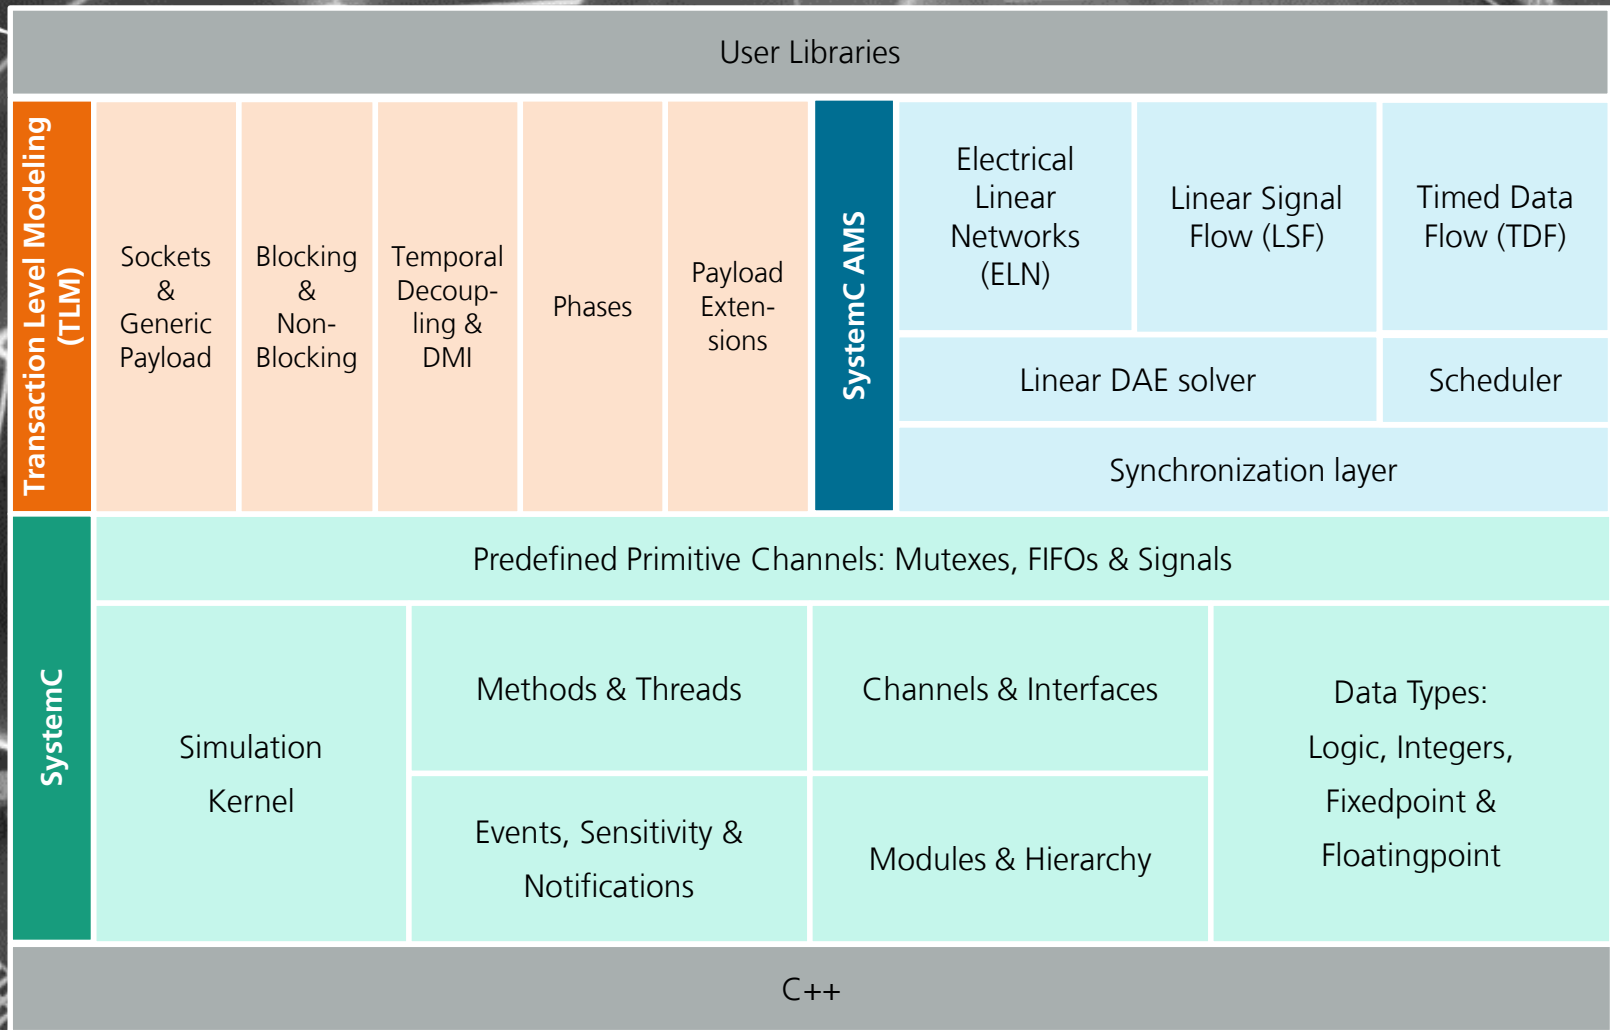 User Libraries
Transaction Level Modeling
(TLM)
Sockets
&
Generic
Payload
Blocking
&
Non-
Blocking
Temporal
Decoup-
ling &
DMI
Phases
Payload
Exten-
sions
SystemC AMS
Electrical
Linear
Networks
(ELN)
Linear Signal
Flow (LSF)
Timed Data
Flow (TDF)
Linear DAE solver
Scheduler
Synchronization layer
SystemC
Predefined Primitive Channels: Mutexes, FIFOs & Signals
Simulation
Kernel
Methods & Threads
Channels & Interfaces
Events, Sensitivity &
Notifications
Modules & Hierarchy
Data Types:
Logic, Integers,
Fixedpoint &
Floatingpoint
C++